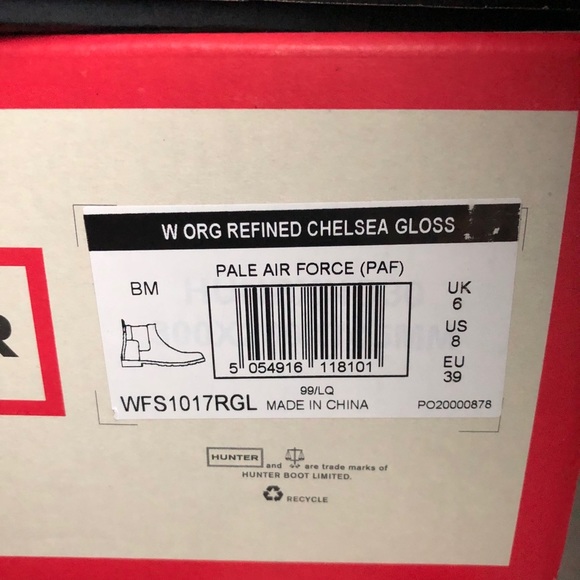 W ORG REFINED CHELSEA GLOSS
PALE AIR FORCE (PAF)
BM
UK
6
US
8
EU
39
5 054916 118101
99/LQ
WFS1017RGL MADE IN CHINA
PO20000878
R
HUNTER and are trade marks of
HUNTER BOOT LIMITED.
RECYCLE